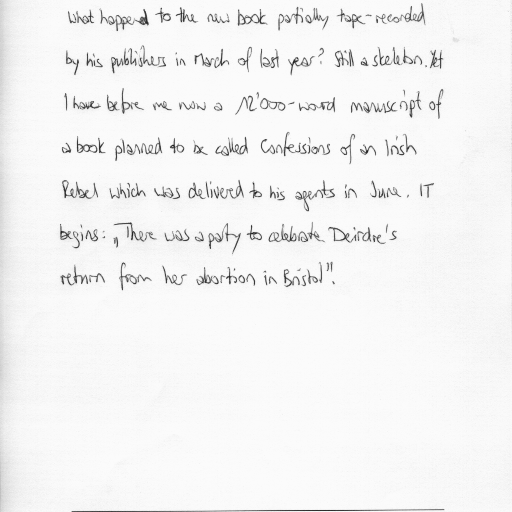 What happened to the new book partially tape-recorded
by his publishers in March of last year? Still a skeleton. Yet
I have before me now a 12'000-word manuscript of
a book planned to be called Confessions of an Irish
Rebel which was delivered to his agents in June. IT
begins: „There was a party to celebrate Deirdre's
return from her abortion in Bristol".